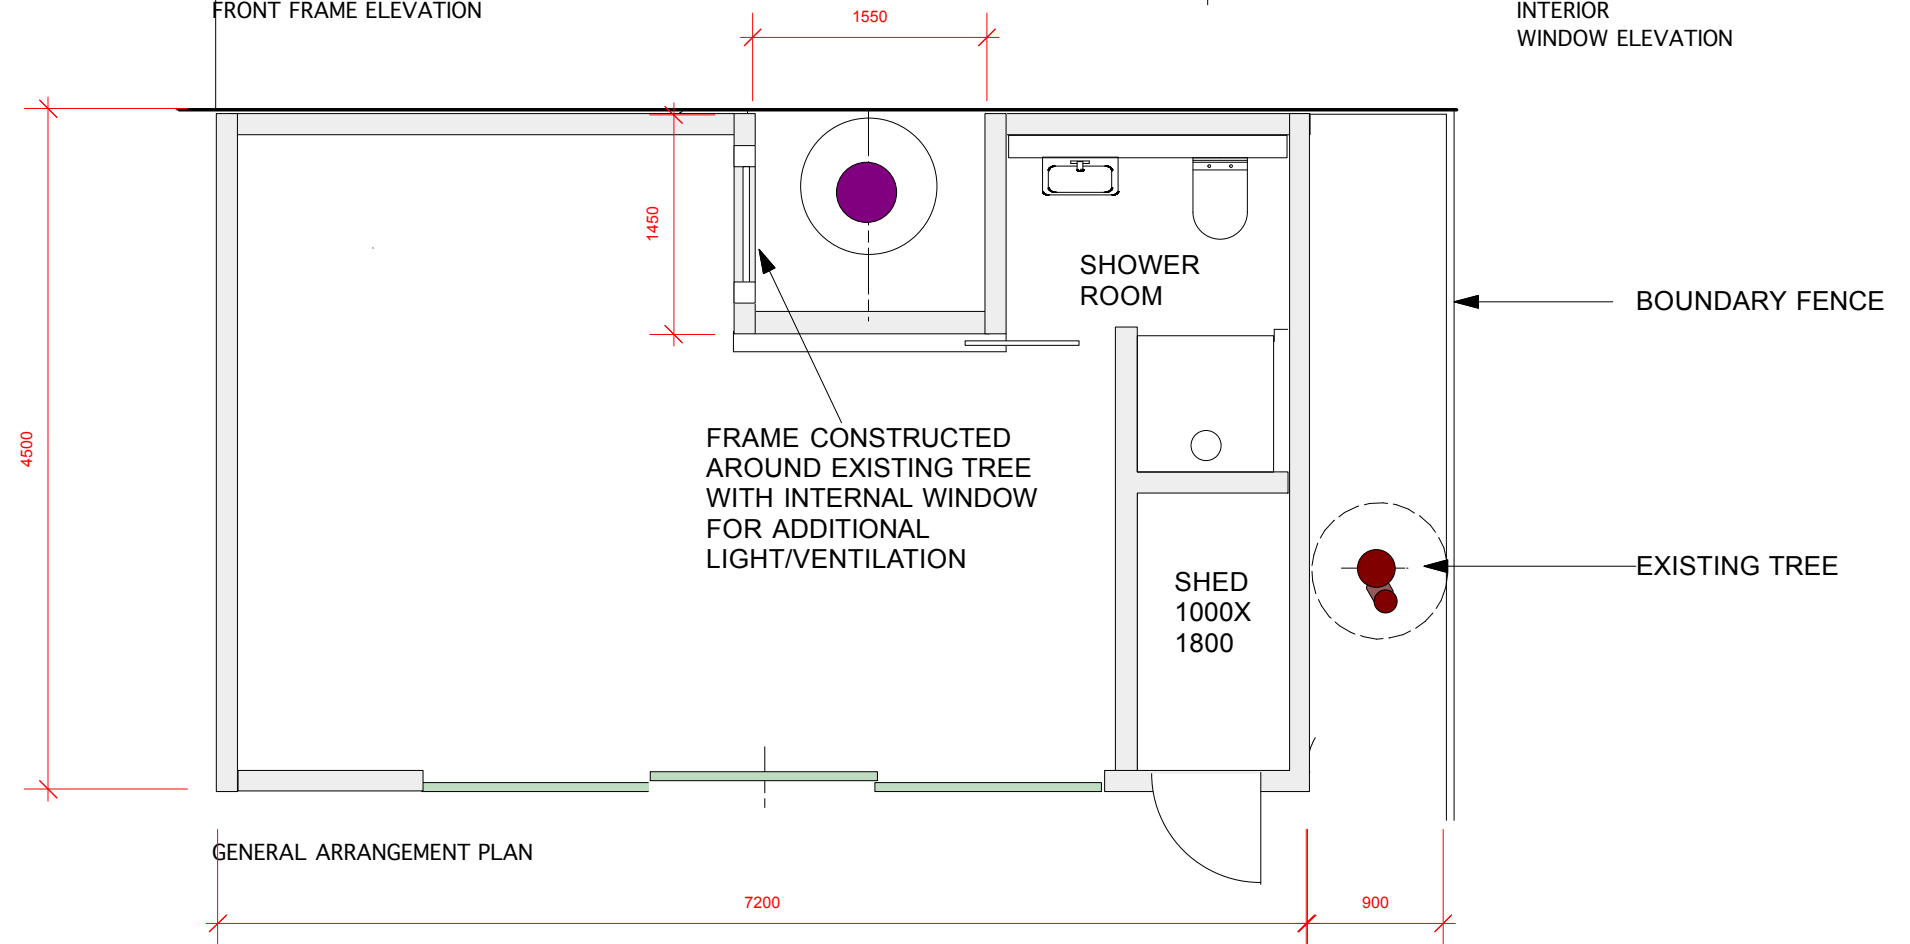 FRONT FRAME ELEVATION
1550
INTERIOR
WINDOW ELEVATION
1450
SHOWER
ROOM
BOUNDARY FENCE
4500
FRAME CONSTRUCTED
AROUND EXISTING TREE
WITH INTERNAL WINDOW
FOR ADDITIONAL
LIGHT/VENTILATION
EXISTING TREE
SHED
1000X
1800
GENERAL ARRANGEMENT PLAN
7200
900